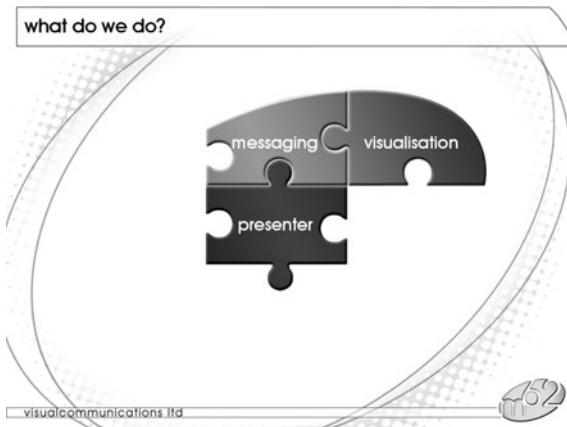 what do we do?
messaging
visualisation
presenter
visualcommunications ltd
m62